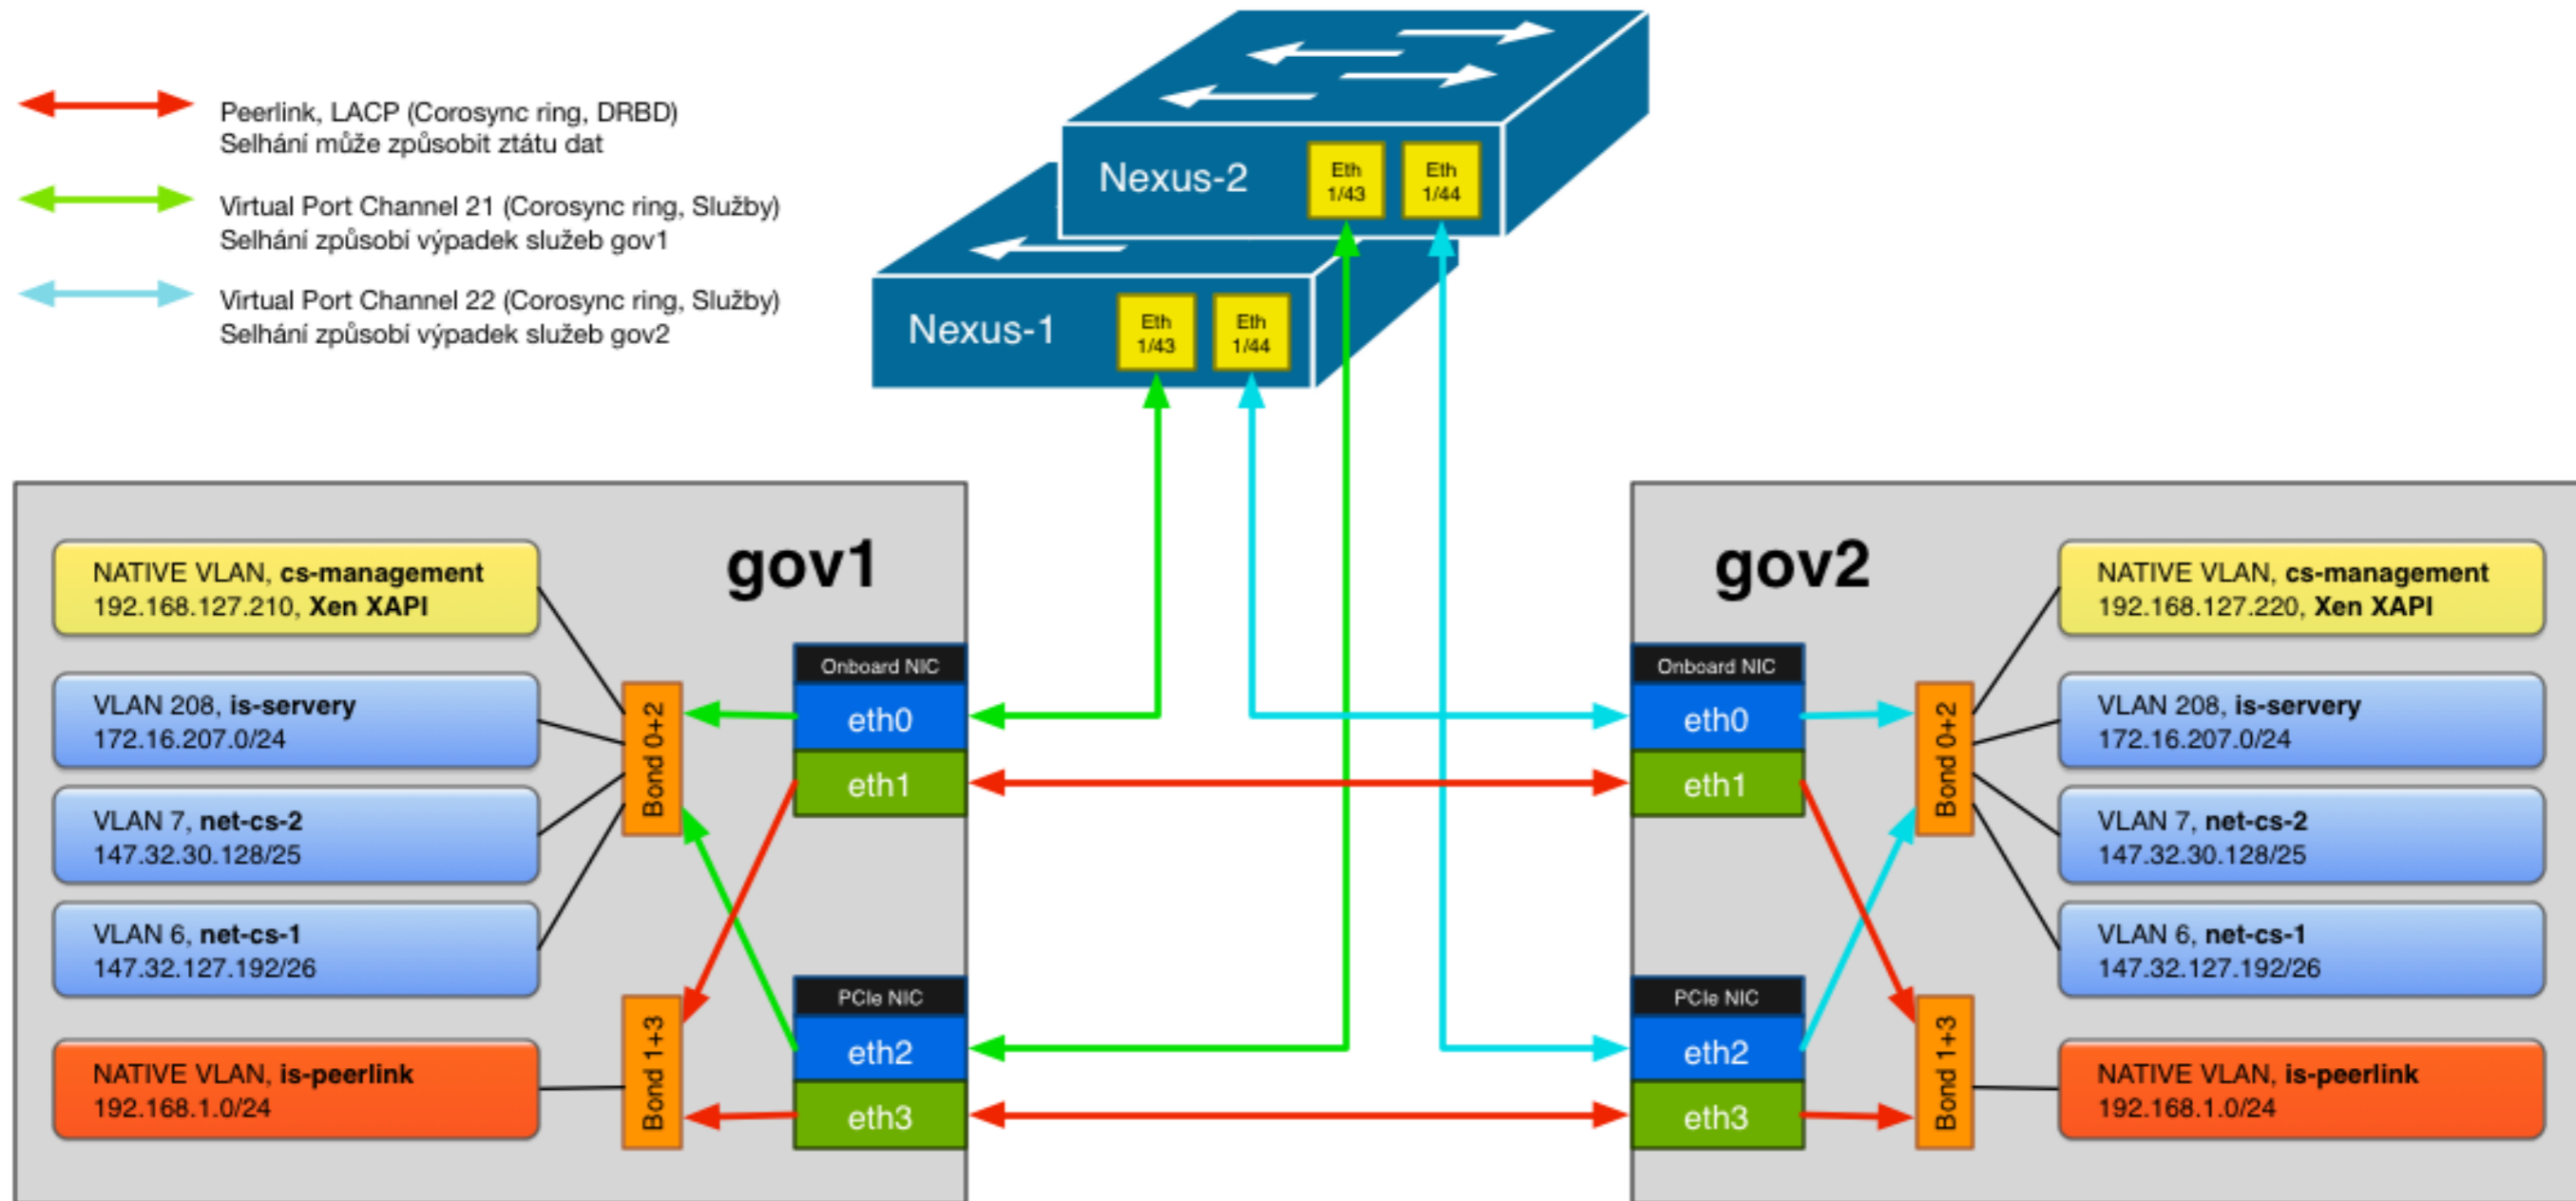 Peerlink, LACP (Corosync ring, DRBD)
Selhání může způsobit ztátu dat
Virtual Port Channel 21 (Corosync ring, Služby)
Selhání způsobí výpadek služeb gov1
Virtual Port Channel 22 (Corosync ring, Služby)
Selhání způsobí výpadek služeb gov2
Nexus-2
Eth
1/43
Eth
1/44
Nexus-1
Eth
1/43
Eth
1/44
gov1
NATIVE VLAN, cs-management
192.168.127.210, Xen XAPI
VLAN 208, is-servery
172.16.207.0/24
VLAN 7, net-cs-2
147.32.30.128/25
VLAN 6, net-cs-1
147.32.127.192/26
NATIVE VLAN, is-peerlink
192.168.1.0/24
Bond 0+2
Bond 1+3
Onboard NIC
eth0
eth1
PCIe NIC
eth2
eth3
gov2
Onboard NIC
eth0
eth1
PCIe NIC
eth2
eth3
Bond 0+2
Bond 1+3
NATIVE VLAN, cs-management
192.168.127.220, Xen XAPI
VLAN 208, is-servery
172.16.207.0/24
VLAN 7, net-cs-2
147.32.30.128/25
VLAN 6, net-cs-1
147.32.127.192/26
NATIVE VLAN, is-peerlink
192.168.1.0/24